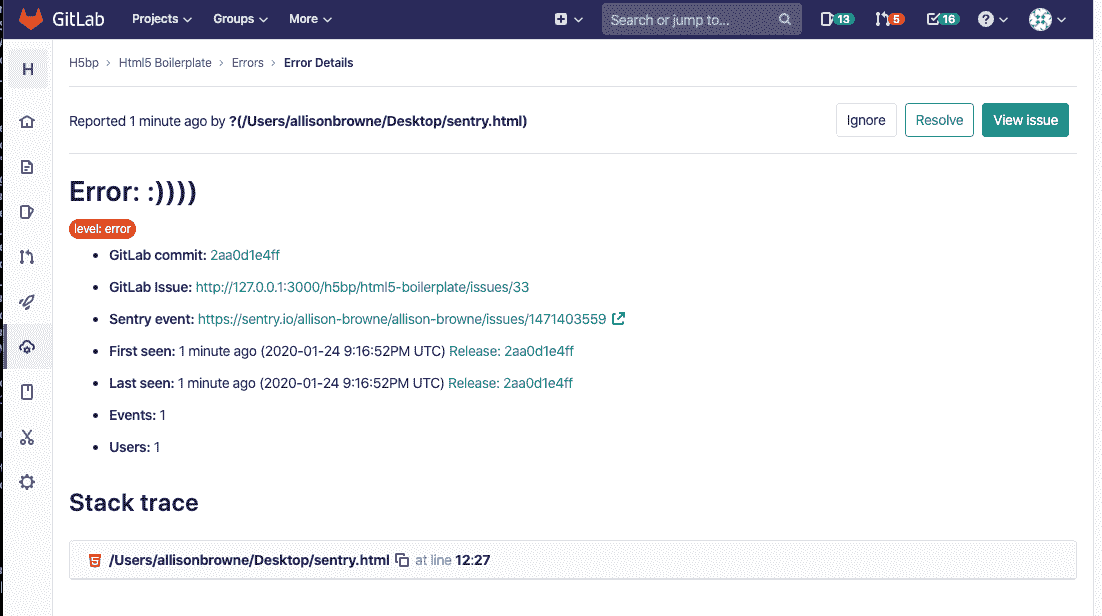 GitLab Projects Groups More Search or jump to... 13 5 16 ?
H H5bp › Html5 Boilerplate › Errors › Error Details
Reported 1 minute ago by ?(/Users/allisonbrowne/Desktop/sentry.html) Ignore Resolve View issue
Error: :))))
level: error
• GitLab commit: 2aa0d1e4ff
• GitLab Issue: http://127.0.0.1:3000/h5bp/html5-boilerplate/issues/33
• Sentry event: https://sentry.io/allison-browne/allison-browne/issues/1471403559
• First seen: 1 minute ago (2020-01-24 9:16:52PM UTC) Release: 2aa0d1e4ff
• Last seen: 1 minute ago (2020-01-24 9:16:52PM UTC) Release: 2aa0d1e4ff
• Events: 1
• Users: 1
Stack trace
/Users/allisonbrowne/Desktop/sentry.html at line 12:27